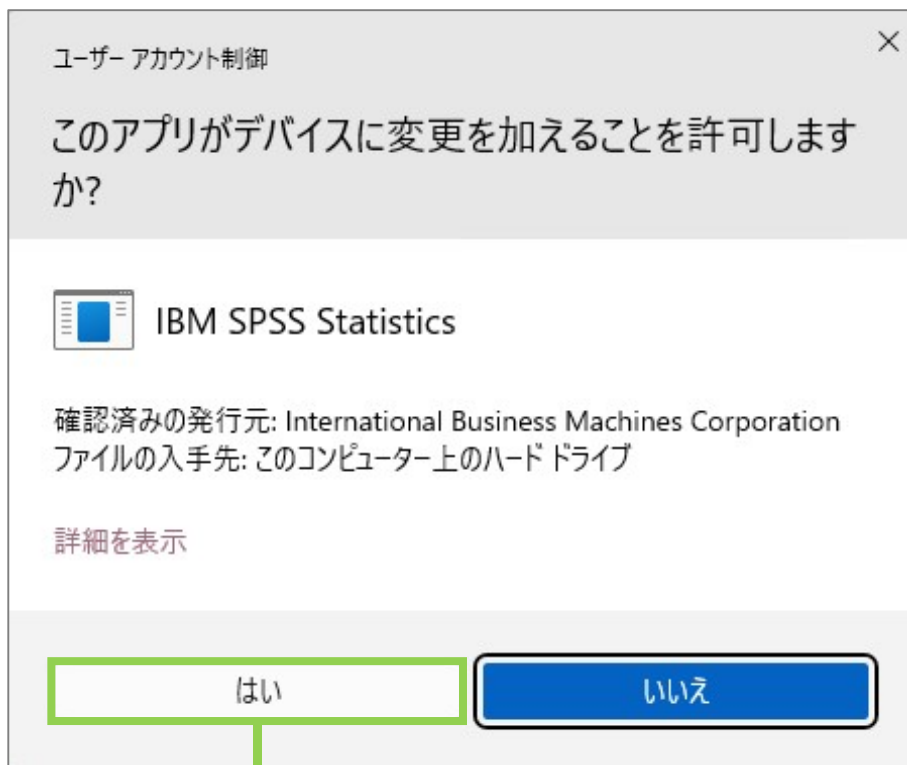 ユーザー アカウント制御
このアプリがデバイスに変更を加えることを許可します
か?
IBM SPSS Statistics
確認済みの発行元: International Business Machines Corporation
ファイルの入手先: このコンピューター上のハード ドライブ
詳細を表示
はい
いいえ